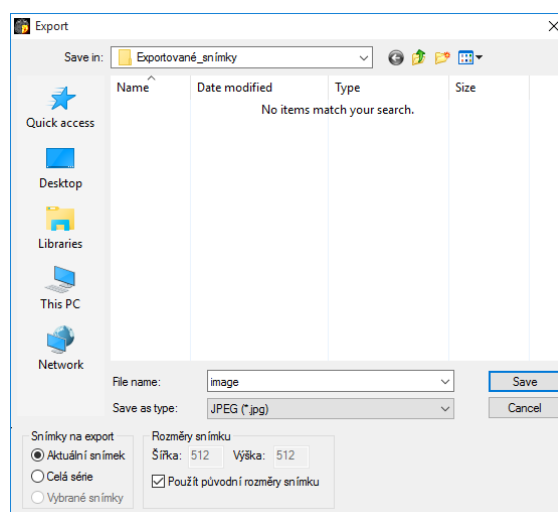 Export
Save in: Exportované_snímky
Name Date modified Type Size
No items match your search.
Quick access
Desktop
Libraries
This PC
Network
File name: image Save
Save as type: JPEG (*.jpg) Cancel
Snímky na export Rozměry snímku
Aktuální snímek Šířka: 512 Výška: 512
Celá série Použít původní rozměry snímku
Vybrané snímky